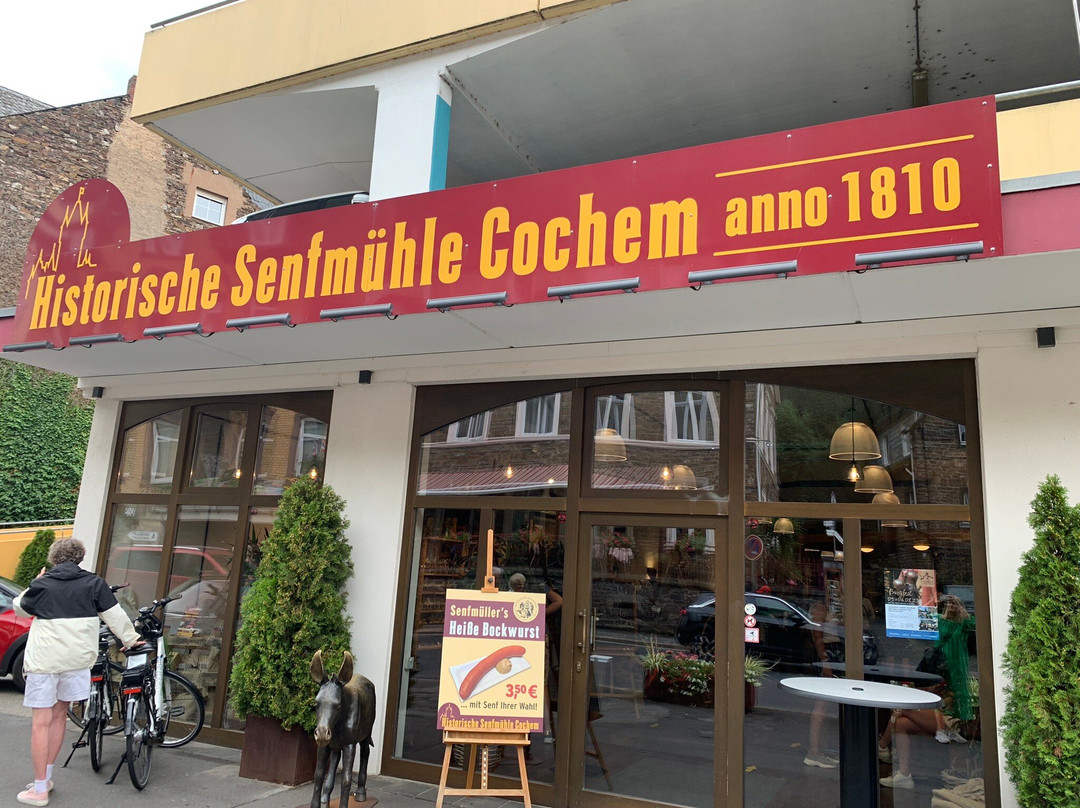 Historische Senfmühle Cochem anno 1810
Senfmüller's
Heiße Bockwurst
3,50 €
... mit Senf Ihrer Wahl!
Historische Senfmühle Cochem